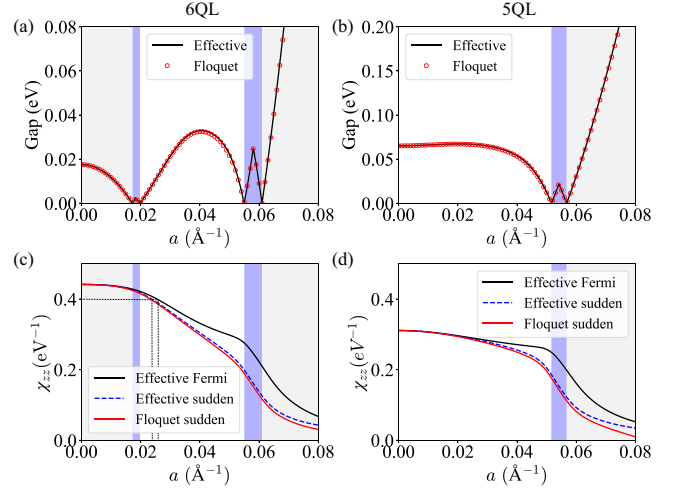 6QL
5QL
(a)
(b)
Gap (eV)
0.08
0.06
0.04
0.02
0.00
Effective
Floquet
0.00 0.02 0.04 0.06 0.08
a (Å⁻¹)
Gap (eV)
0.20
0.15
0.10
0.05
0.00
Effective
Floquet
0.00 0.02 0.04 0.06 0.08
a (Å⁻¹)
(c)
(d)
χzz(eV⁻¹)
0.4
0.2
0.0
Effective Fermi
Effective sudden
Floquet sudden
0.00 0.02 0.04 0.06 0.08
a (Å⁻¹)
χzz(eV⁻¹)
0.4
0.2
0.0
Effective Fermi
Effective sudden
Floquet sudden
0.00 0.02 0.04 0.06 0.08
a (Å⁻¹)